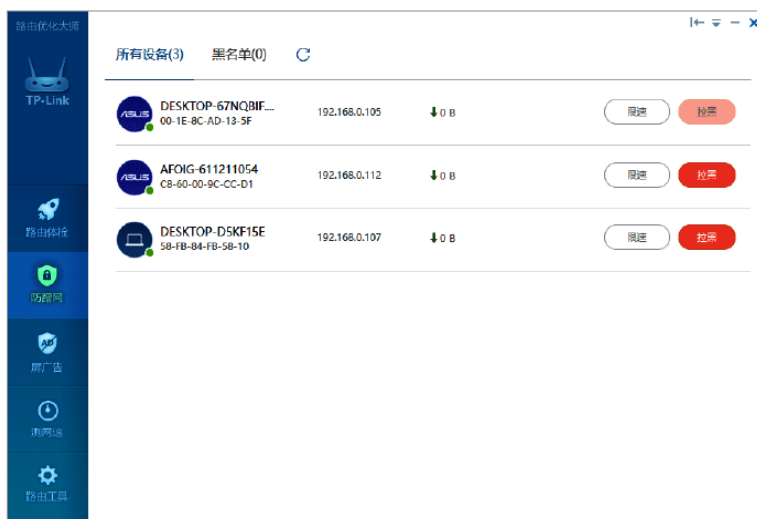 路由优化大师
TP-Link
路由体检
防蹭网
屏广告
测网速
路由工具
所有设备(3) 黑名单(0)
ASUS DESKTOP-67NQBIF.... 192.168.0.105 0 B 限速 拉黑
00-1E-8C-AD-13-5F
ASUS AFOIG-611211054 192.168.0.112 0 B 限速 拉黑
C8-60-00-9C-CC-D1
DESKTOP-D5KF15E 192.168.0.107 0 B 限速 拉黑
58-FB-84-FB-58-10